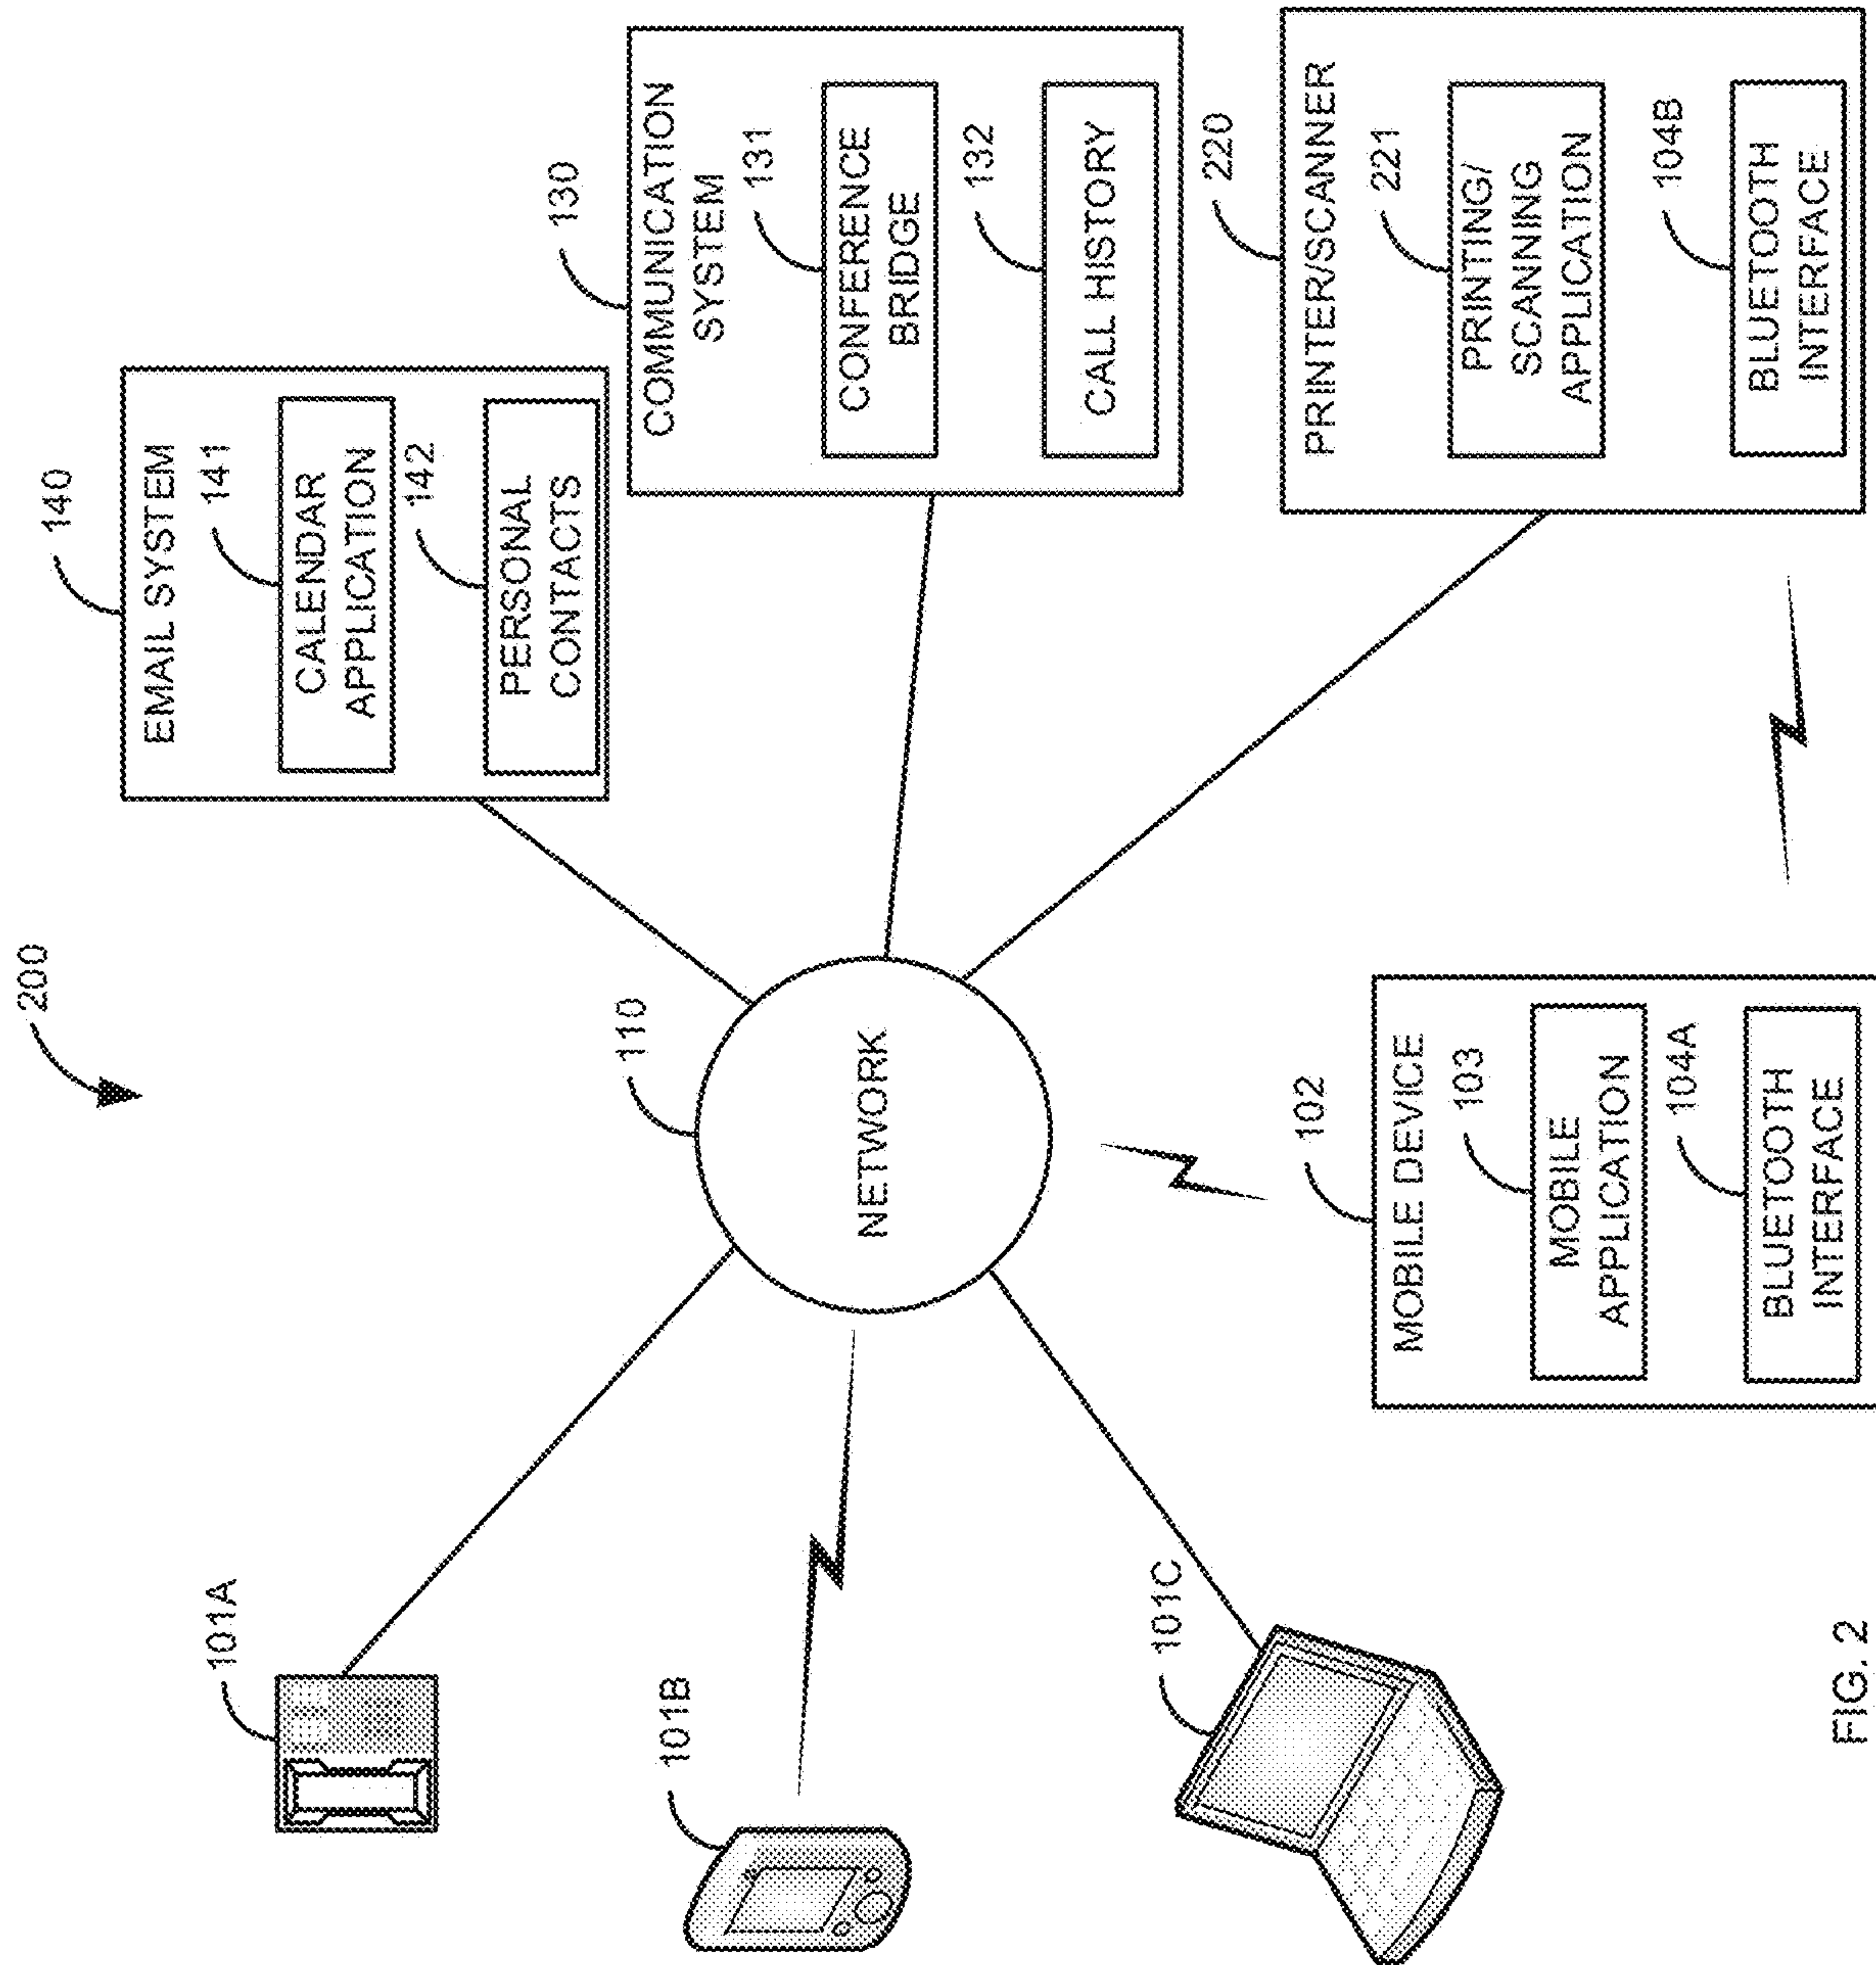 200
140
EMAIL SYSTEM
141
CALENDAR
APPLICATION
142
PERSONAL
CONTACTS
130
COMMUNICATION
SYSTEM
131
CONFERENCE
BRIDGE
132
CALL HISTORY
220
PRINTER/SCANNER
221
PRINTING/
SCANNING
APPLICATION
104B
BLUETOOTH
INTERFACE
110
NETWORK
101A
101B
101C
102
MOBILE DEVICE
103
MOBILE
APPLICATION
104A
BLUETOOTH
INTERFACE
FIG. 2